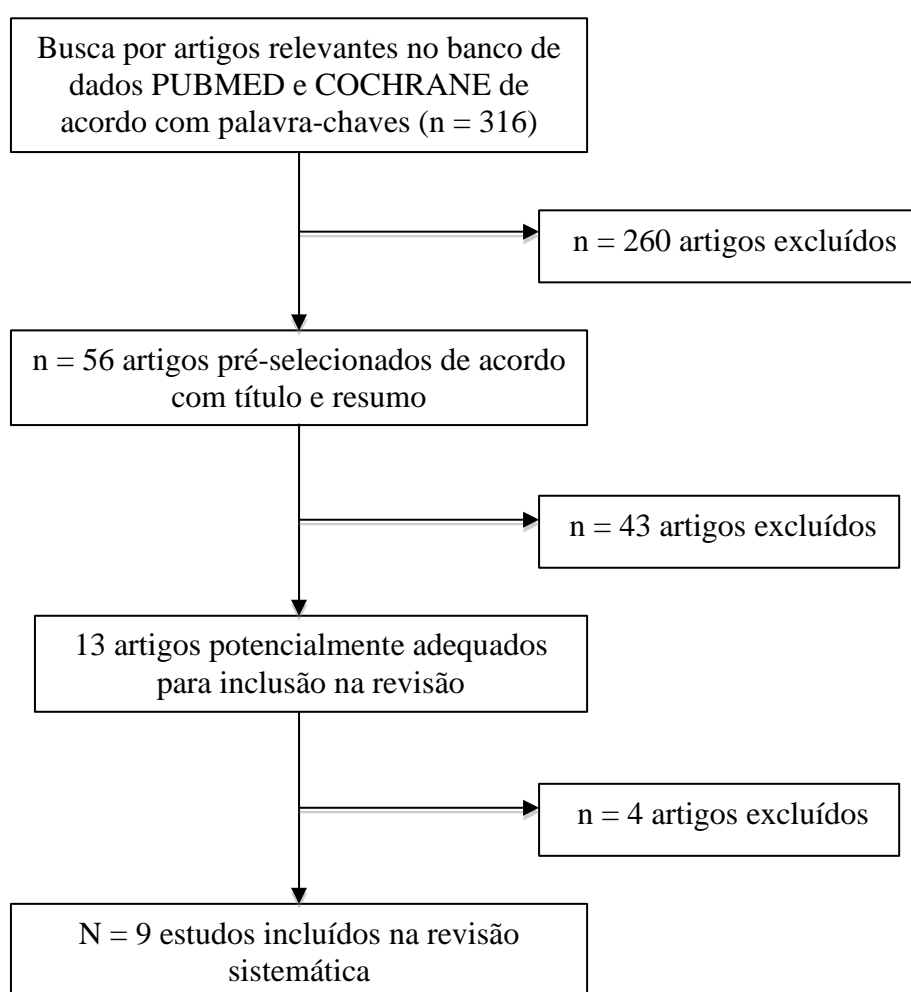 Busca por artigos relevantes no banco de
dados PUBMED e COCHRANE de
acordo com palavra-chaves (n = 316)
n = 260 artigos excluídos
n = 56 artigos pré-selecionados de acordo
com título e resumo
n = 43 artigos excluídos
13 artigos potencialmente adequados
para inclusão na revisão
n = 4 artigos excluídos
N = 9 estudos incluídos na revisão
sistemática